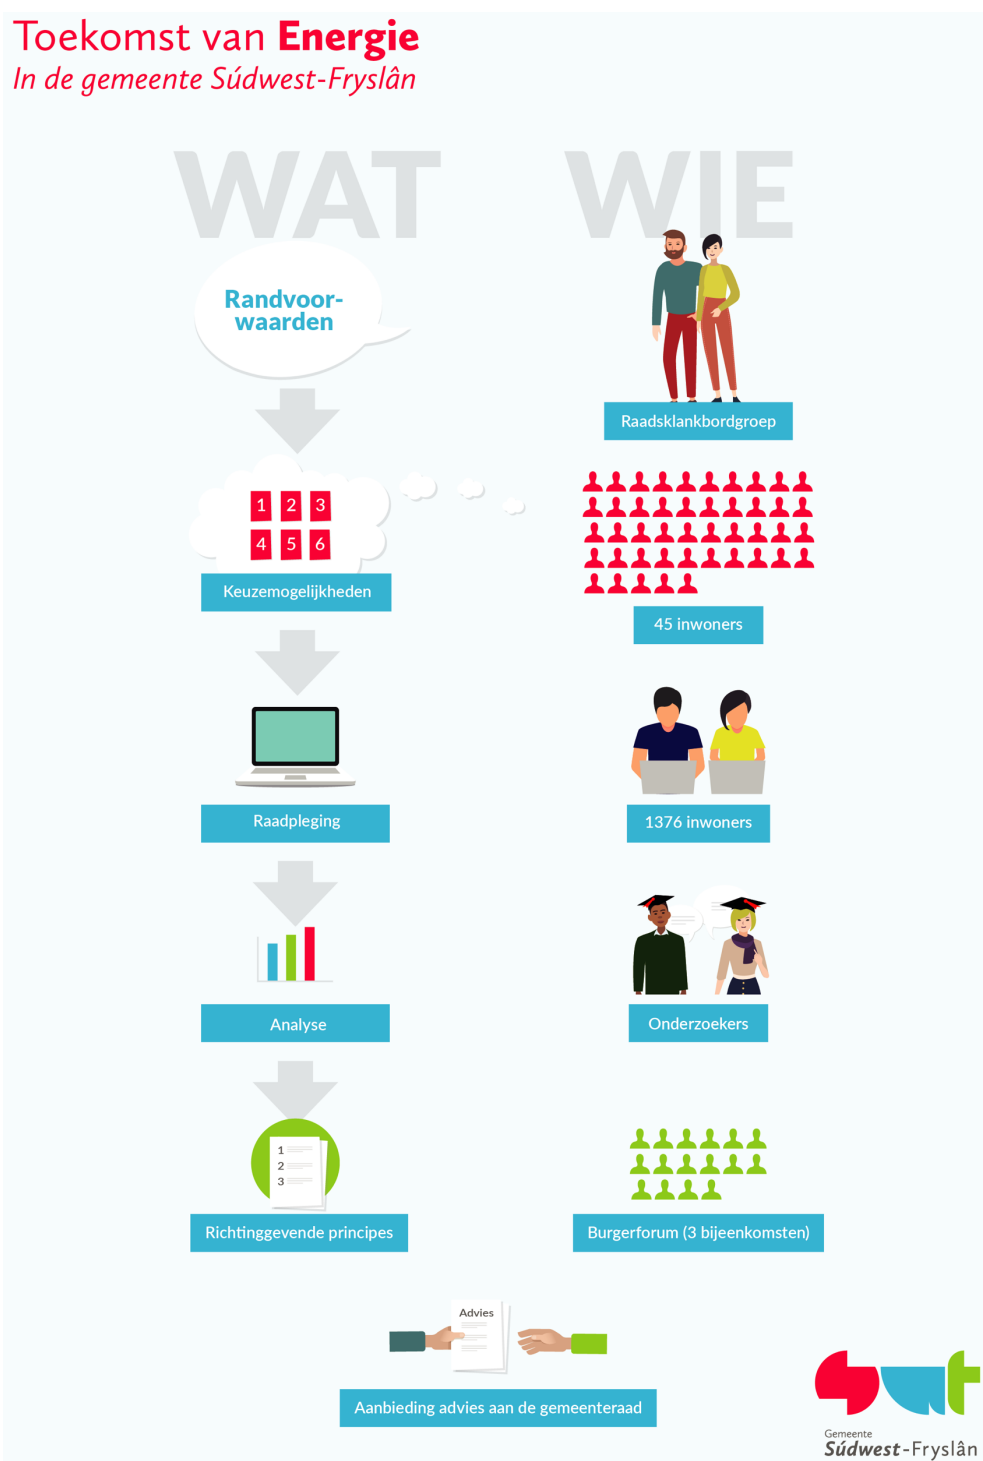 Toekomst van Energie
In de gemeente Súdwest-Fryslân
WAT
WIE
Randvoor-
waarden
Raadsklankbordgroep
1 2 3
4 5 6
Keuzemogelijkheden
45 inwoners
Raadpleging
1376 inwoners
Analyse
Onderzoekers
1
2
3
Richtinggevende principes
Burgerforum (3 bijeenkomsten)
Advies
Aanbieding advies aan de gemeenteraad
Gemeente
Súdwest-Fryslân